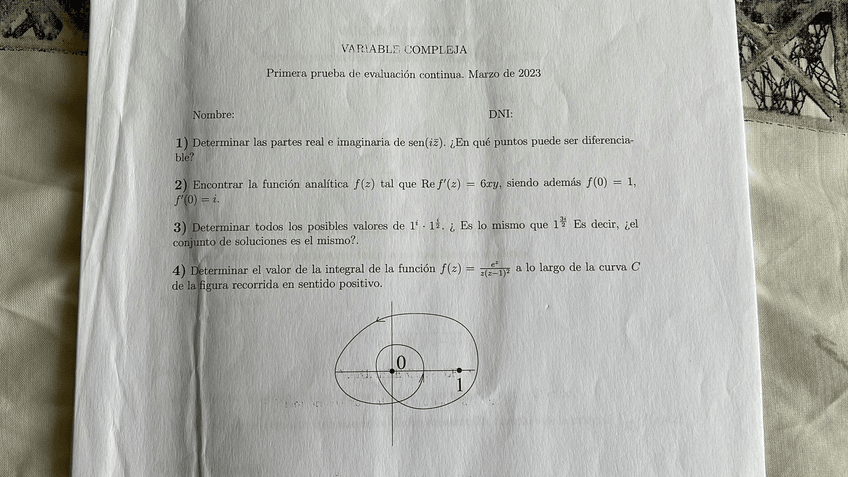 VARIABLE COMPLEJA
Primera prueba de evaluación continua. Marzo de 2023
Nombre: DNI:
1) Determinar las partes real e imaginaria de sen(iz̄). ¿En qué puntos puede ser diferencia-
ble?
2) Encontrar la función analítica f(z) tal que Re f′(z) = 6xy, siendo además f(0) = 1,
f′(0) = i.
3) Determinar todos los posibles valores de 1^i · 1^{i/2}. ¿ Es lo mismo que 1^{3i/2} Es decir, ¿el
conjunto de soluciones es el mismo?.
4) Determinar el valor de la integral de la función f(z) = e^z/(z(z−1)^2) a lo largo de la curva C
de la figura recorrida en sentido positivo.
0
1